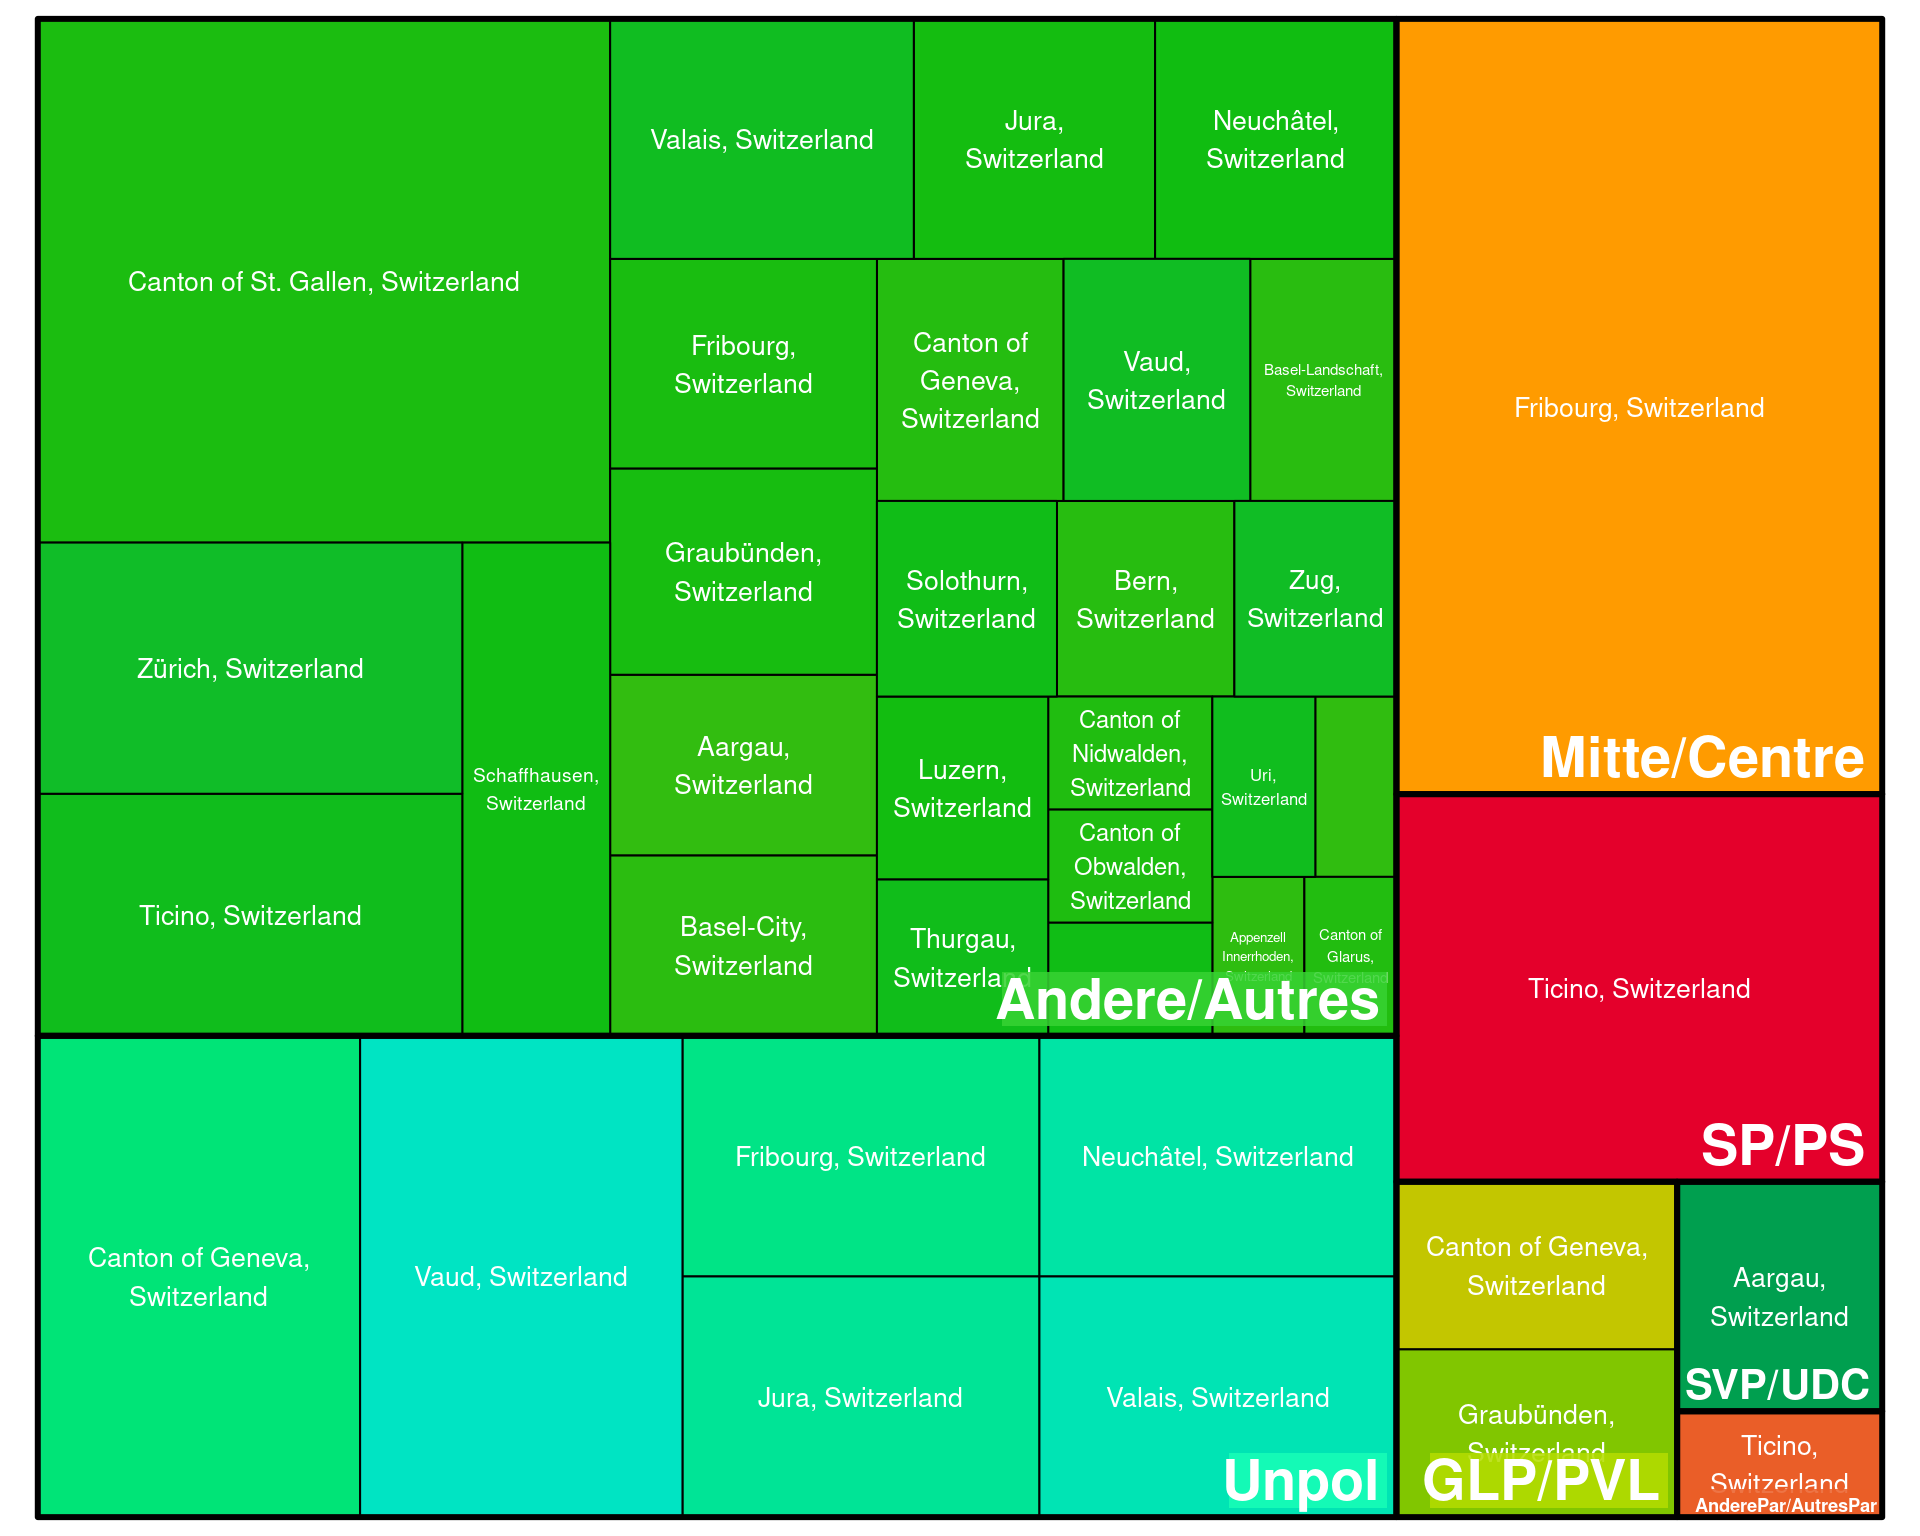 Canton of St. Gallen, Switzerland
Valais, Switzerland
Jura,
Switzerland
Neuchâtel,
Switzerland
Fribourg,
Switzerland
Canton of
Geneva,
Switzerland
Vaud,
Switzerland
Basel-Landschaft,
Switzerland
Graubünden,
Switzerland
Solothurn,
Switzerland
Bern,
Switzerland
Zug,
Switzerland
Zürich, Switzerland
Schaffhausen,
Switzerland
Ticino, Switzerland
Aargau,
Switzerland
Basel-City,
Switzerland
Luzern,
Switzerland
Thurgau,
Switzerland
Canton of
Nidwalden,
Switzerland
Canton of
Obwalden,
Switzerland
Uri,
Switzerland
Appenzell
Innerrhoden,
Switzerland
Canton of
Glarus,
Switzerland
Andere/Autres
Fribourg, Switzerland
Mitte/Centre
Ticino, Switzerland
SP/PS
Canton of Geneva,
Switzerland
Vaud, Switzerland
Fribourg, Switzerland
Neuchâtel, Switzerland
Jura, Switzerland
Valais, Switzerland
Unpol
Canton of Geneva,
Switzerland
Graubünden,
Switzerland
GLP/PVL
Aargau,
Switzerland
SVP/UDC
Ticino,
Switzerland
AnderePar/AutresPar